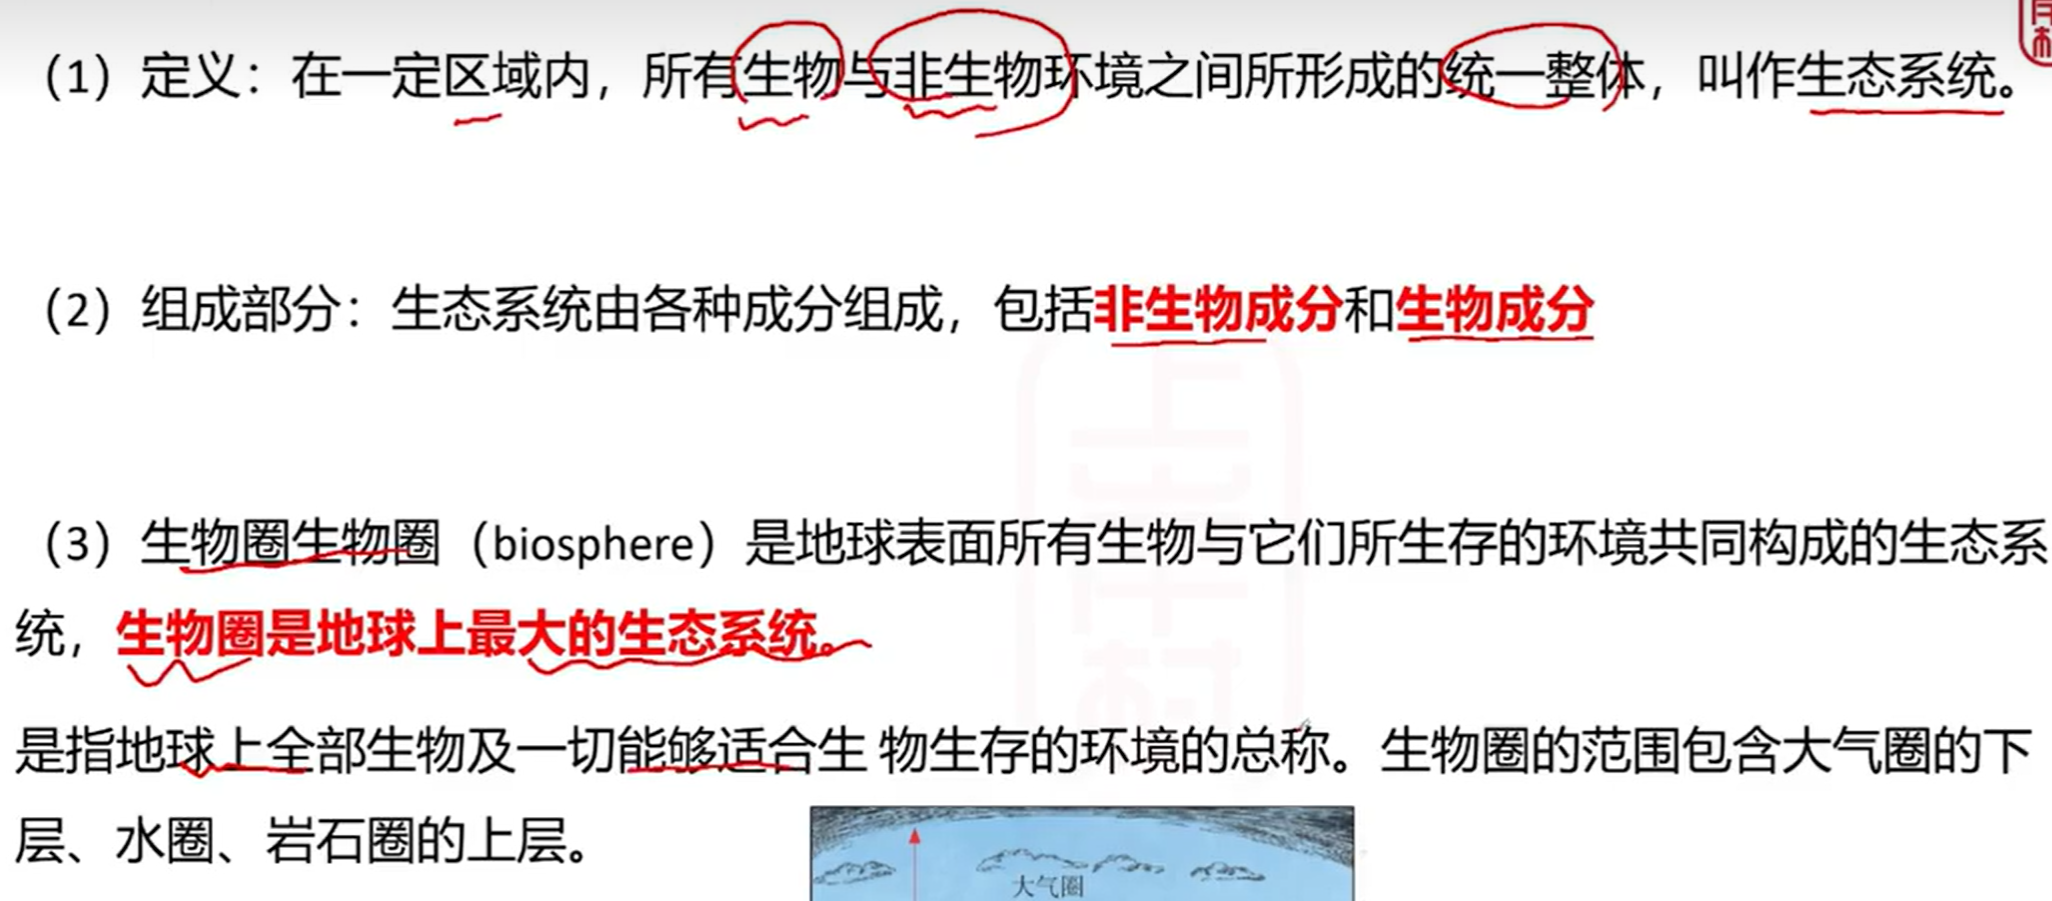 （1）定义：在一定区域内，所有生物与非生物环境之间所形成的统一整体，叫作生态系统。
（2）组成部分：生态系统由各种成分组成，包括非生物成分和生物成分
（3）生物圈生物圈（biosphere）是地球表面所有生物与它们所生存的环境共同构成的生态系
统，生物圈是地球上最大的生态系统。
是指地球上全部生物及一切能够适合生 物生存的环境的总称。生物圈的范围包含大气圈的下
层、水圈、岩石圈的上层。
大气圈